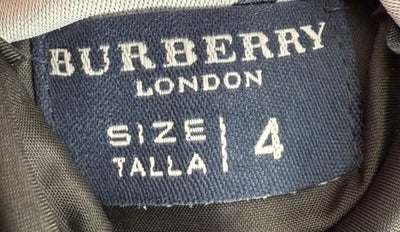 BURBERRY
LONDON
SIZE | 4
TALLA